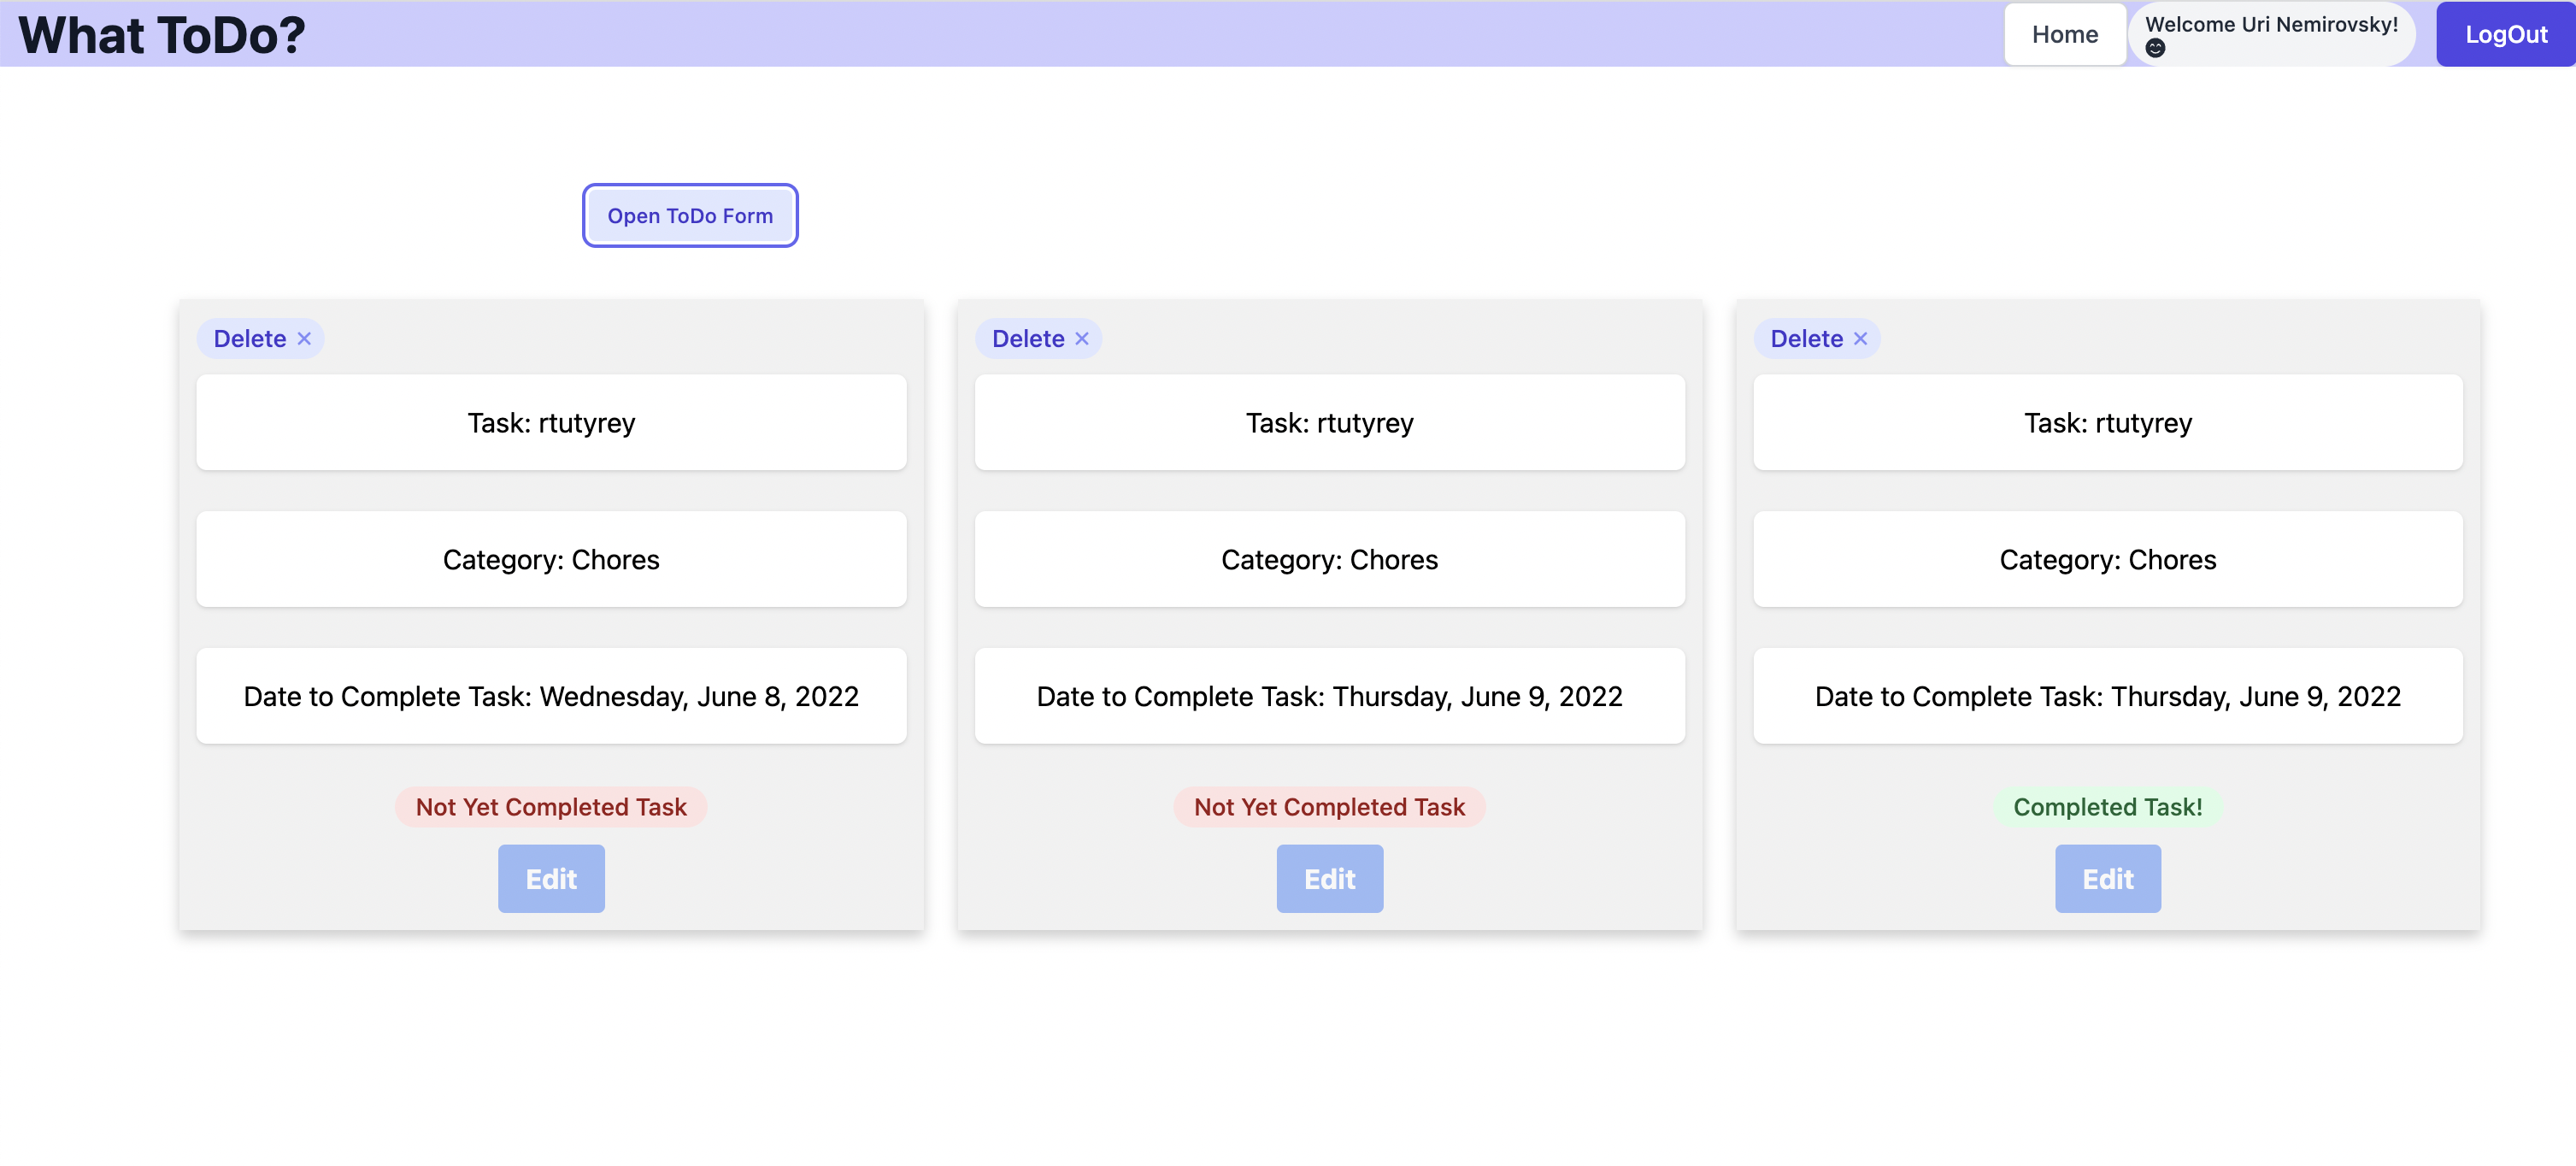 What ToDo?
Home
Welcome Uri Nemirovsky!
😊
LogOut
Open ToDo Form
Delete ×
Task: rtutyrey
Category: Chores
Date to Complete Task: Wednesday, June 8, 2022
Not Yet Completed Task
Edit
Delete ×
Task: rtutyrey
Category: Chores
Date to Complete Task: Thursday, June 9, 2022
Not Yet Completed Task
Edit
Delete ×
Task: rtutyrey
Category: Chores
Date to Complete Task: Thursday, June 9, 2022
Completed Task!
Edit